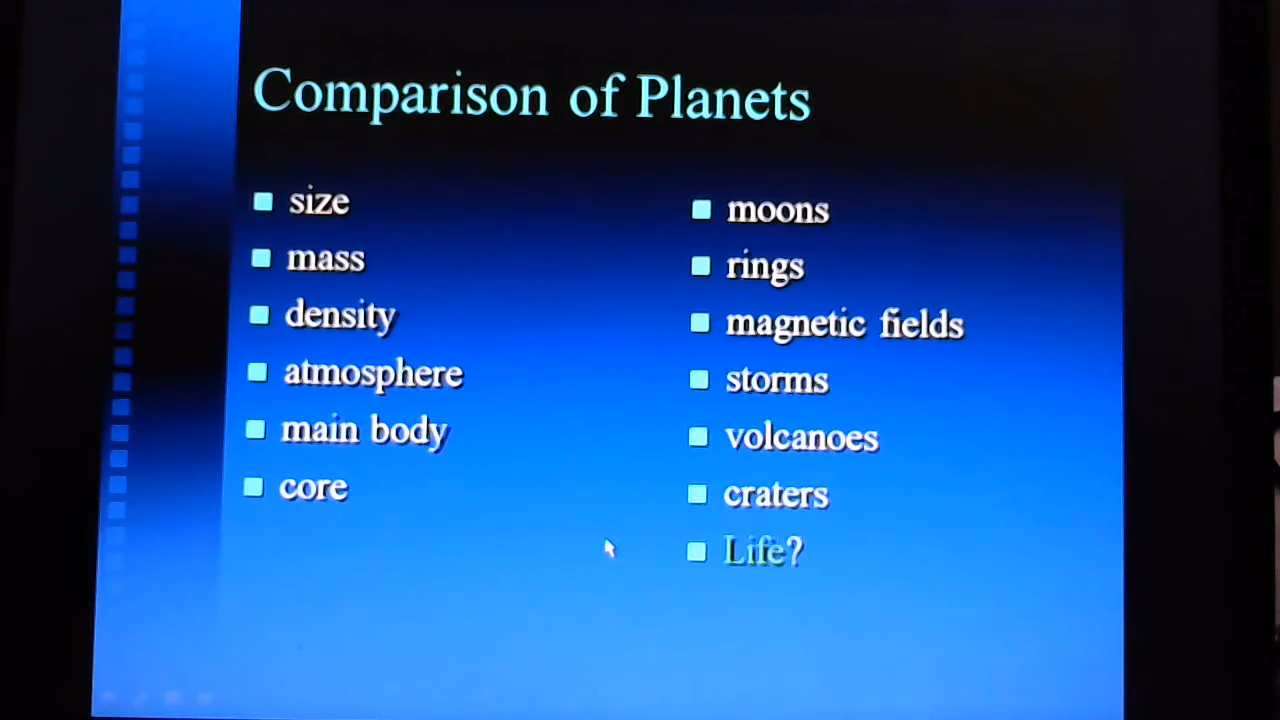 Comparison of Planets
size
mass
density
atmosphere
main body
core
moons
rings
magnetic fields
storms
volcanoes
craters
Life?